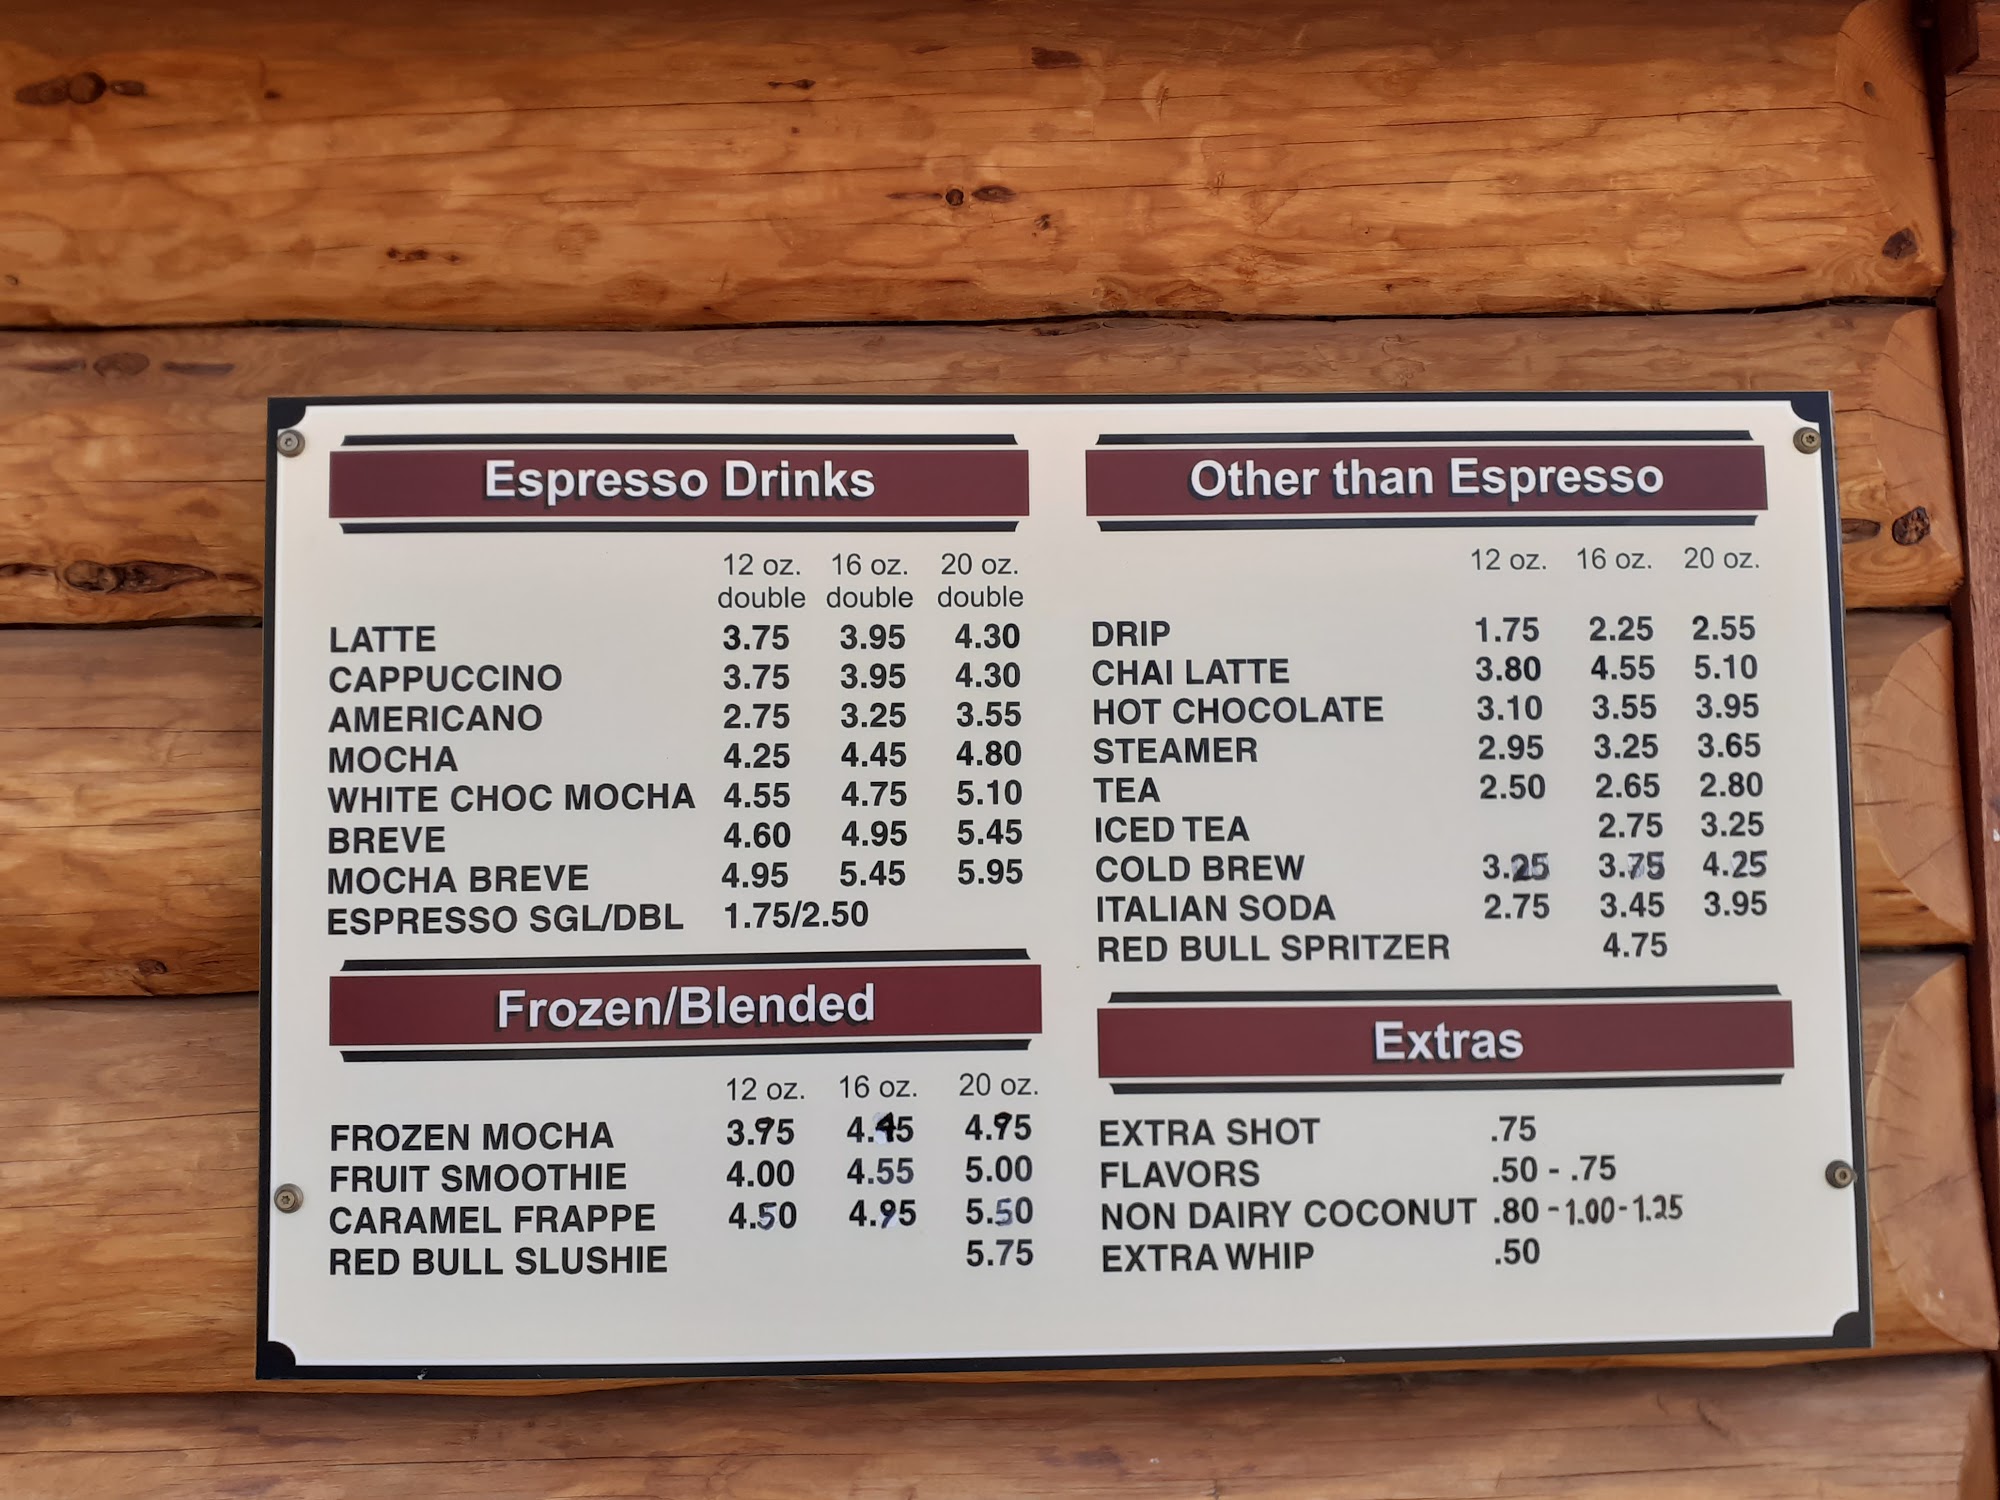 Espresso Drinks
12 oz. 16 oz. 20 oz.
double double double
LATTE 3.75 3.95 4.30
CAPPUCCINO 3.75 3.95 4.30
AMERICANO 2.75 3.25 3.55
MOCHA 4.25 4.45 4.80
WHITE CHOC MOCHA 4.55 4.75 5.10
BREVE 4.60 4.95 5.45
MOCHA BREVE 4.95 5.45 5.95
ESPRESSO SGL/DBL 1.75/2.50
Frozen/Blended
12 oz. 16 oz. 20 oz.
FROZEN MOCHA 3.95 4.45 4.95
FRUIT SMOOTHIE 4.00 4.55 5.00
CARAMEL FRAPPE 4.50 4.95 5.50
RED BULL SLUSHIE 5.75
Other than Espresso
12 oz. 16 oz. 20 oz.
DRIP 1.75 2.25 2.55
CHAI LATTE 3.80 4.55 5.10
HOT CHOCOLATE 3.10 3.55 3.95
STEAMER 2.95 3.25 3.65
TEA 2.50 2.65 2.80
ICED TEA 2.75 3.25
COLD BREW 3.25 3.75 4.25
ITALIAN SODA 2.75 3.45 3.95
RED BULL SPRITZER 4.75
Extras
EXTRA SHOT .75
FLAVORS .50 - .75
NON DAIRY COCONUT .80 - 1.00 - 1.25
EXTRA WHIP .50